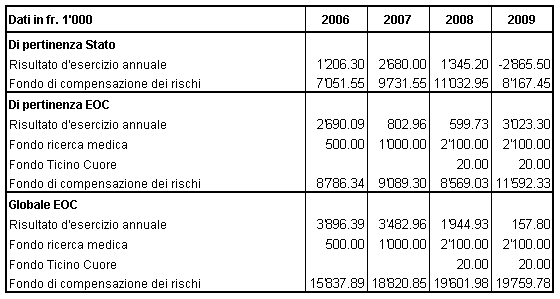 Dati in fr. 1'000 2006 2007 2008 2009
Di pertinenza Stato
Risultato d'esercizio annuale 1'206.30 2'680.00 1'345.20 -2'865.50
Fondo di compensazione dei rischi 7'051.55 9'731.55 11'032.95 8'167.45
Di pertinenza EOC
Risultato d'esercizio annuale 2'690.09 802.96 599.73 3'023.30
Fondo ricerca medica 500.00 1'000.00 2'100.00 2'100.00
Fondo Ticino Cuore 20.00 20.00
Fondo di compensazione dei rischi 8'786.34 9'089.30 8'569.03 11'592.33
Globale EOC
Risultato d'esercizio annuale 3'896.39 3'482.96 1'944.93 157.80
Fondo ricerca medica 500.00 1'000.00 2'100.00 2'100.00
Fondo Ticino Cuore 20.00 20.00
Fondo di compensazione dei rischi 15'837.89 18'820.85 19'601.98 19'759.78